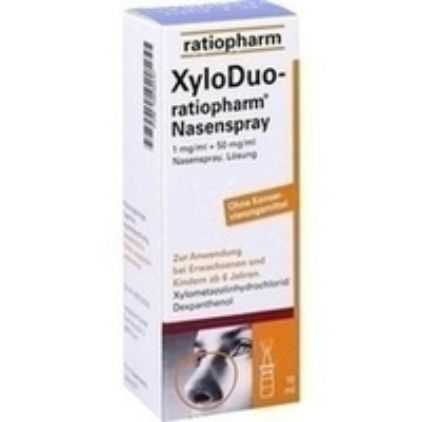 ratiopharm
XyloDuo-
ratiopharm®
Nasenspray
1 mg/ml + 50 mg/ml
Nasenspray, Lösung
Ohne Konser-
vierungsmittel
Zur Anwendung
bei Erwachsenen und
Kindern ab 6 Jahren.
Xylometazolinhydrochlorid/
Dexpanthenol